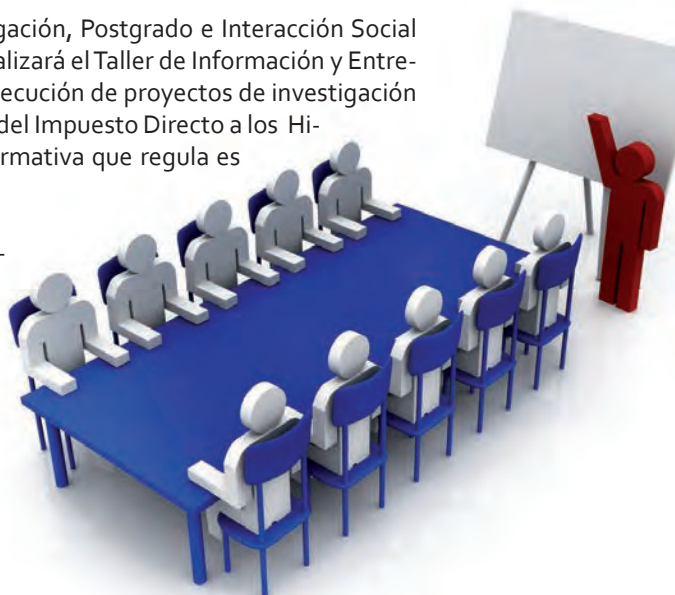 gación, Postgrado e Interacción Social
alizará el Taller de Información y Entre-
ecución de proyectos de investigación
del Impuesto Directo a los Hi-
rmativa que regula es
-